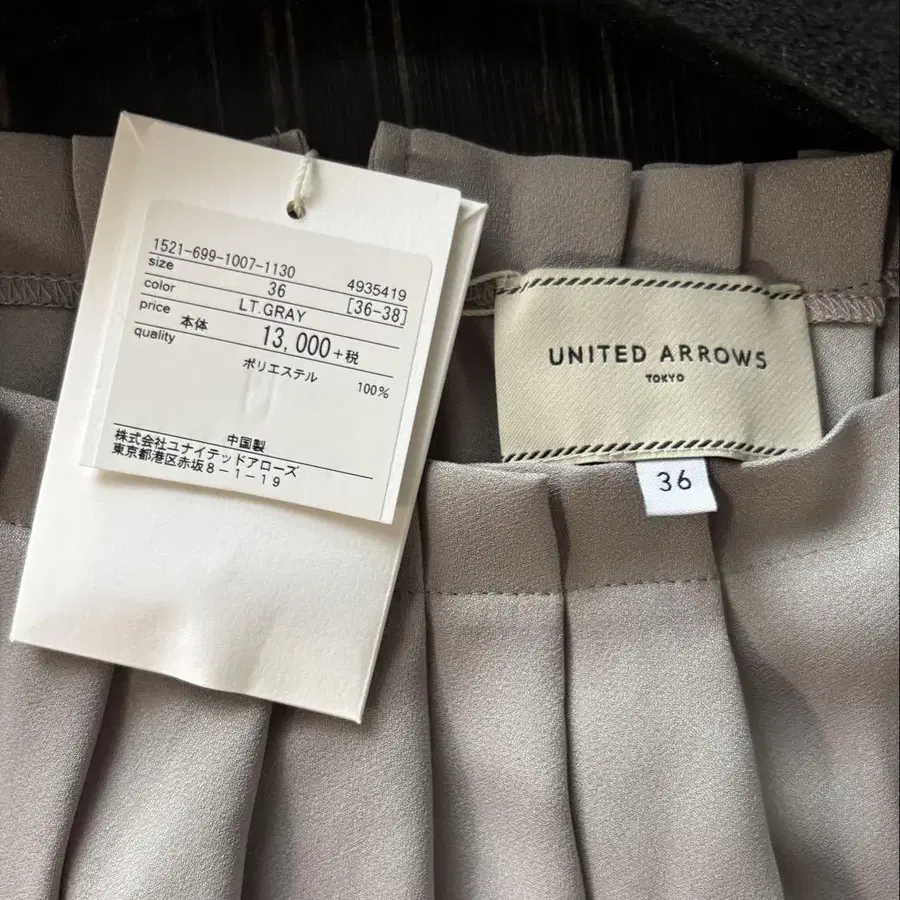 1521-699-1007-1130
4935419
size 36 [36-38]
color LT.GRAY
price 本体 13,000+税
quality ポリエステル 100%
中国製
株式会社ユナイテッドアローズ
東京都港区赤坂8-1-19
UNITED ARROWS
TOKYO
36